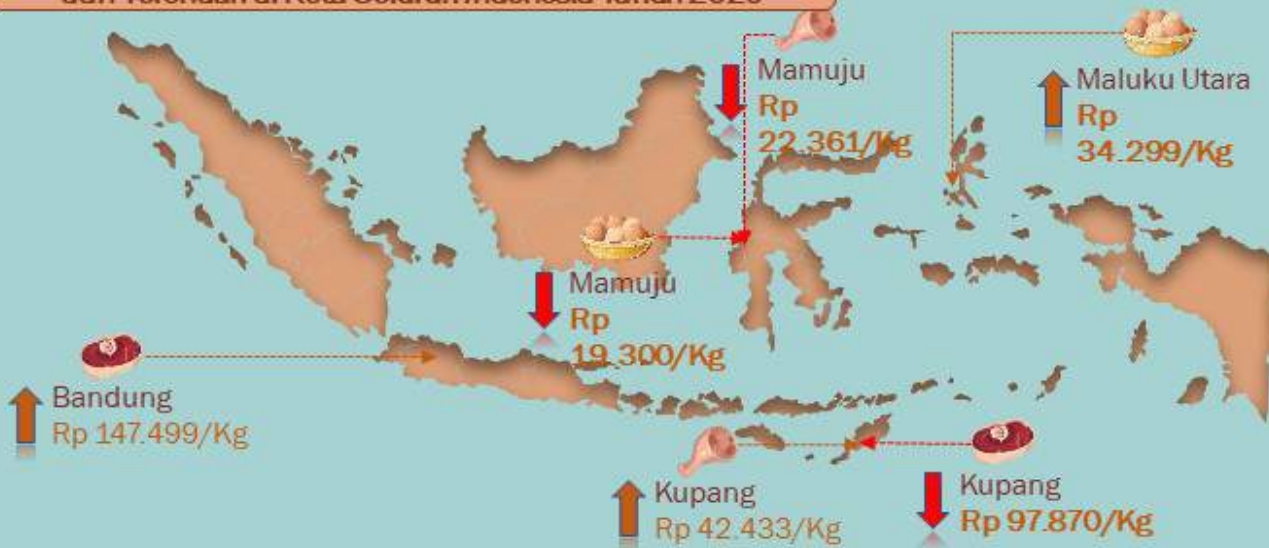 Mamuju
Rp
22.361/Kg
Maluku Utara
Rp
34.299/Kg
Mamuju
Rp
19.300/Kg
Bandung
Rp 147.499/Kg
Kupang
Rp 42.433/Kg
Kupang
Rp 97.870/Kg